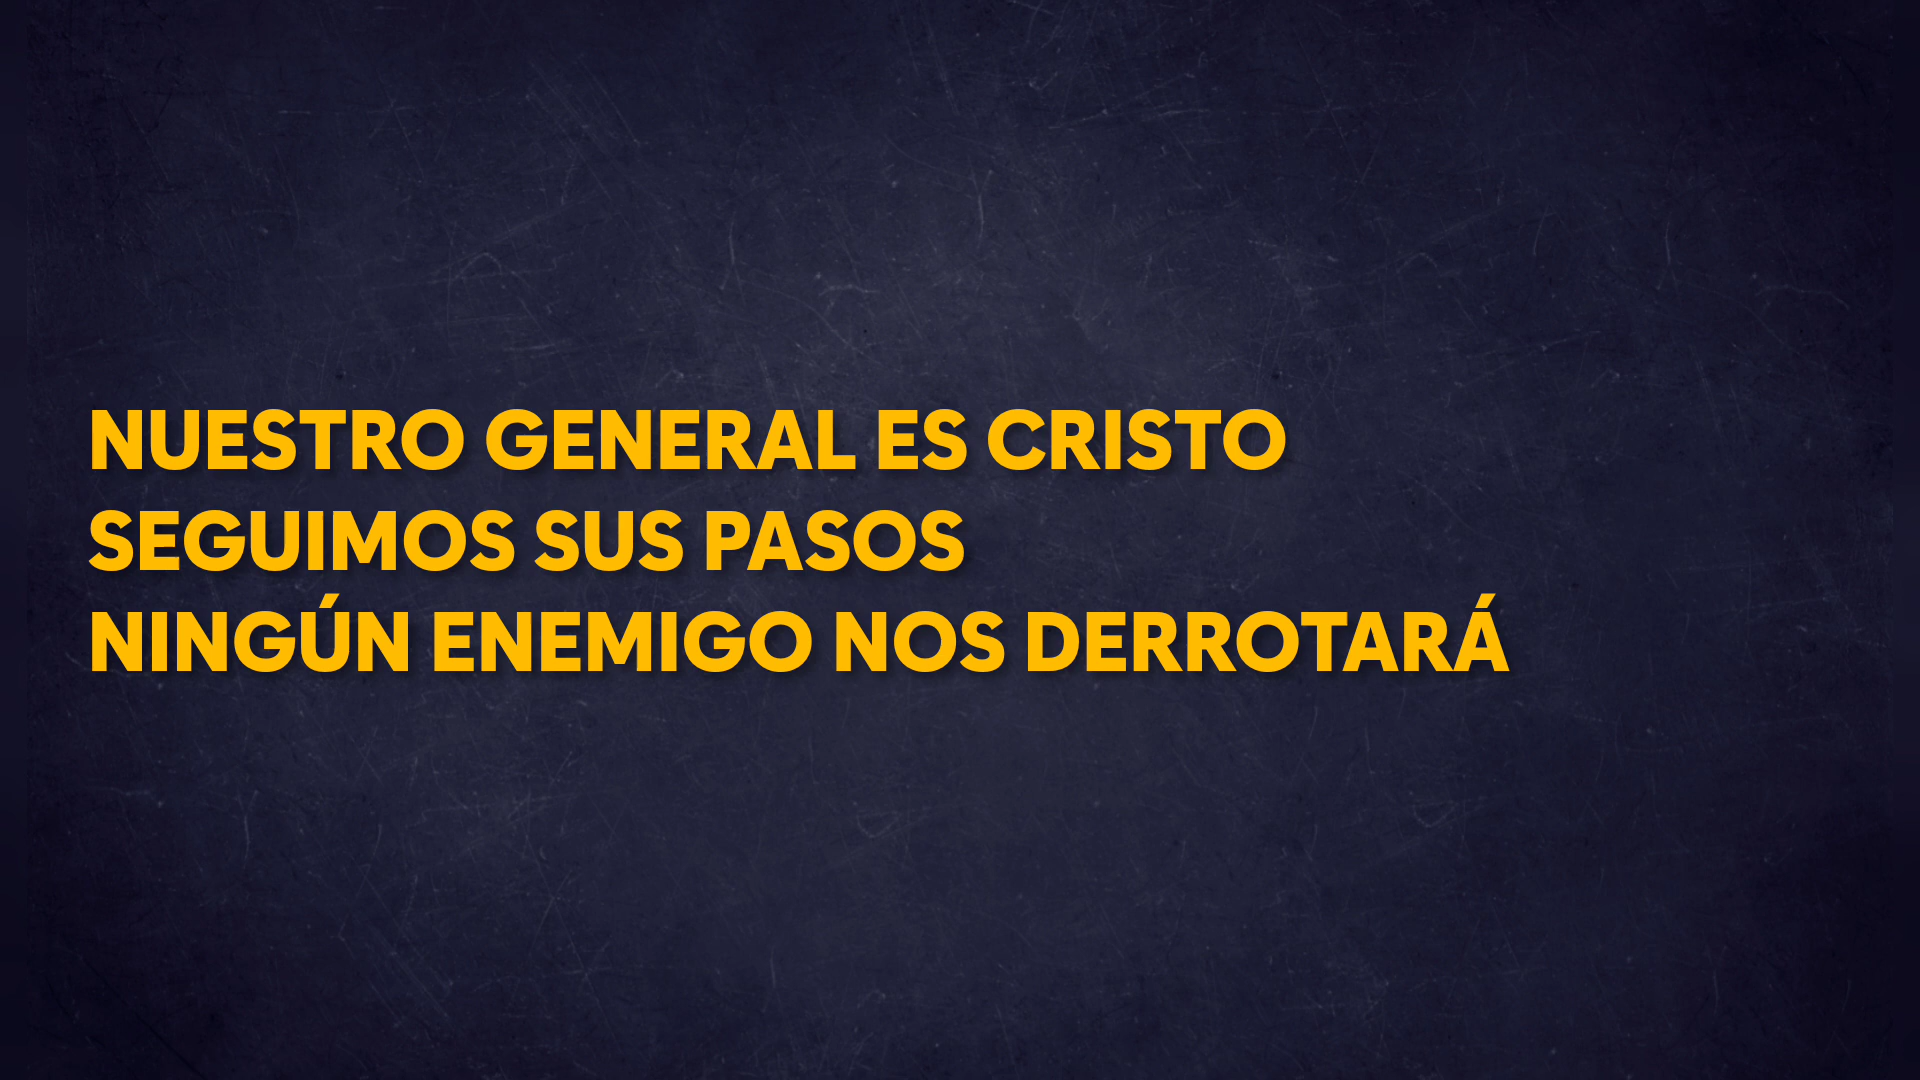 NUESTRO GENERAL ES CRISTO
SEGUIMOS SUS PASOS
NINGÚN ENEMIGO NOS DERROTARÁ